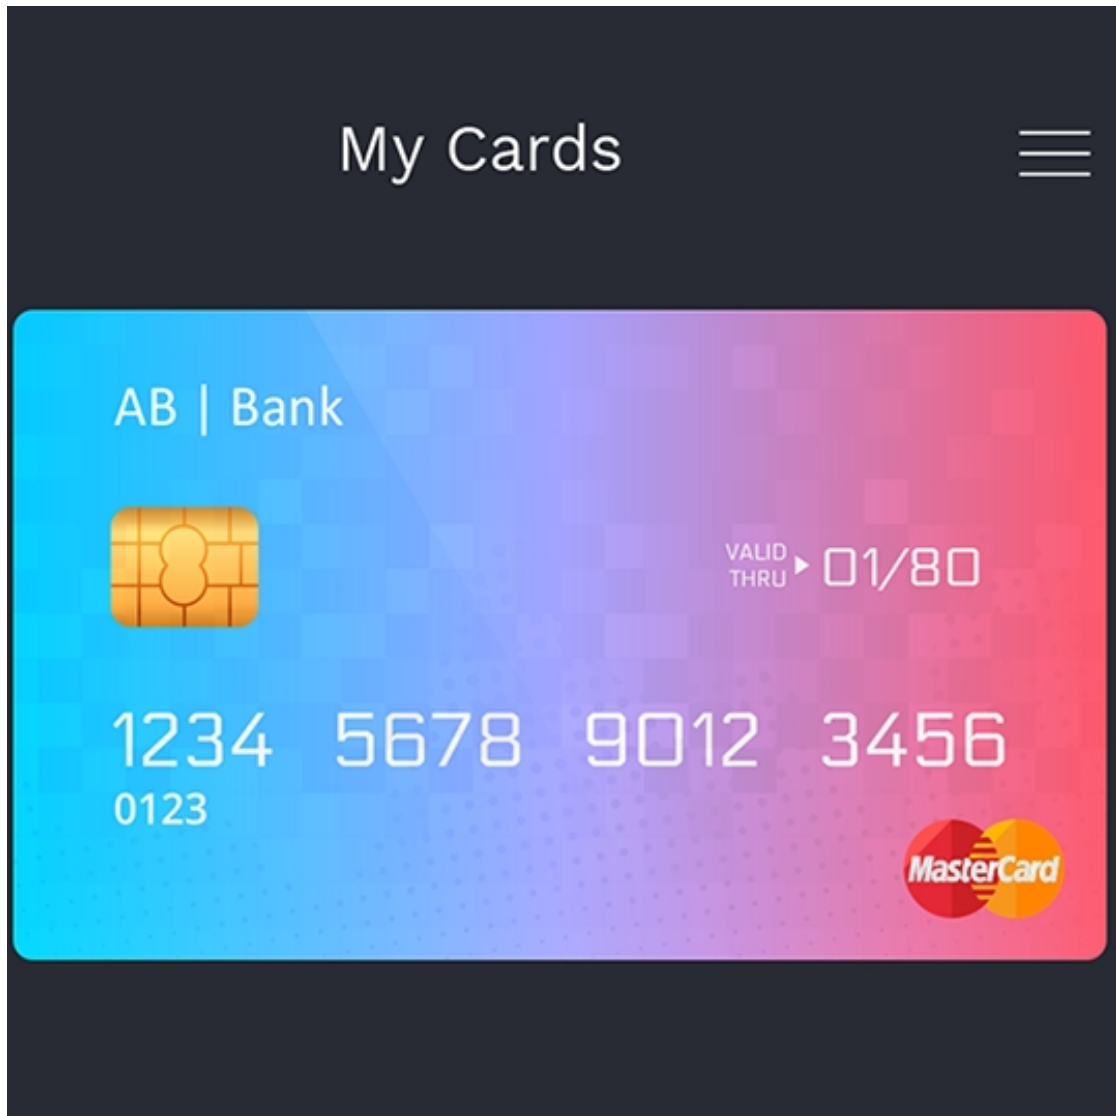 My Cards
AB | Bank
VALID
THRU
01/80
1234 5678 9012 3456
0123
MasterCard